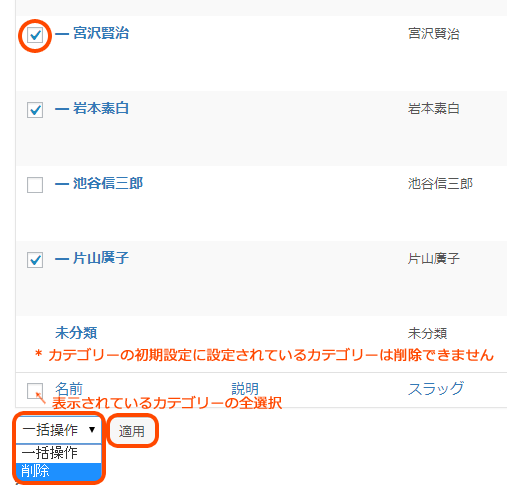 — 宮沢賢治 宮沢賢治
— 岩本素白 岩本素白
— 池谷信三郎 池谷信三郎
— 片山廣子 片山廣子
未分類 未分類
* カテゴリーの初期設定に設定されているカテゴリーは削除できません
名前 説明 スラッグ
表示されているカテゴリーの全選択
一括操作 ▼ 適用
一括操作
削除